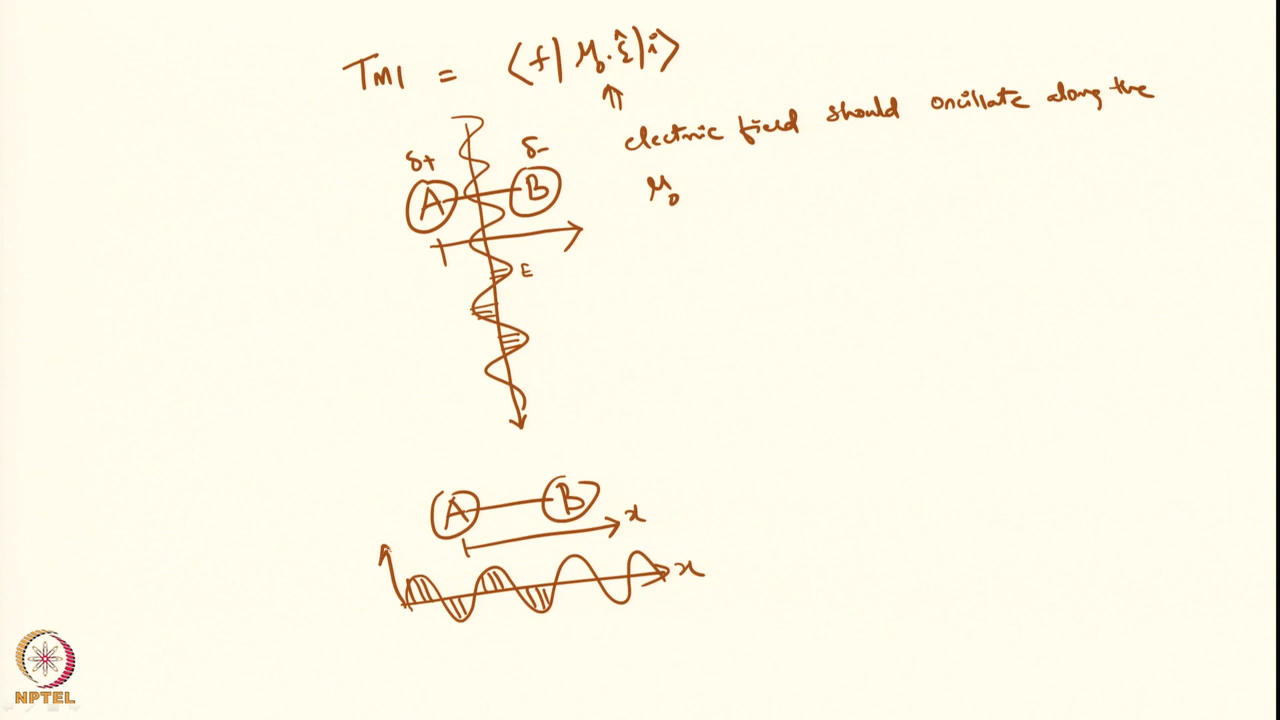 TMI = ⟨f| μ₀.ε̂ |i⟩
electric field should oscillate along the
μ₀
δ+ δ-
A B
E
A B
x
x
NPTEL